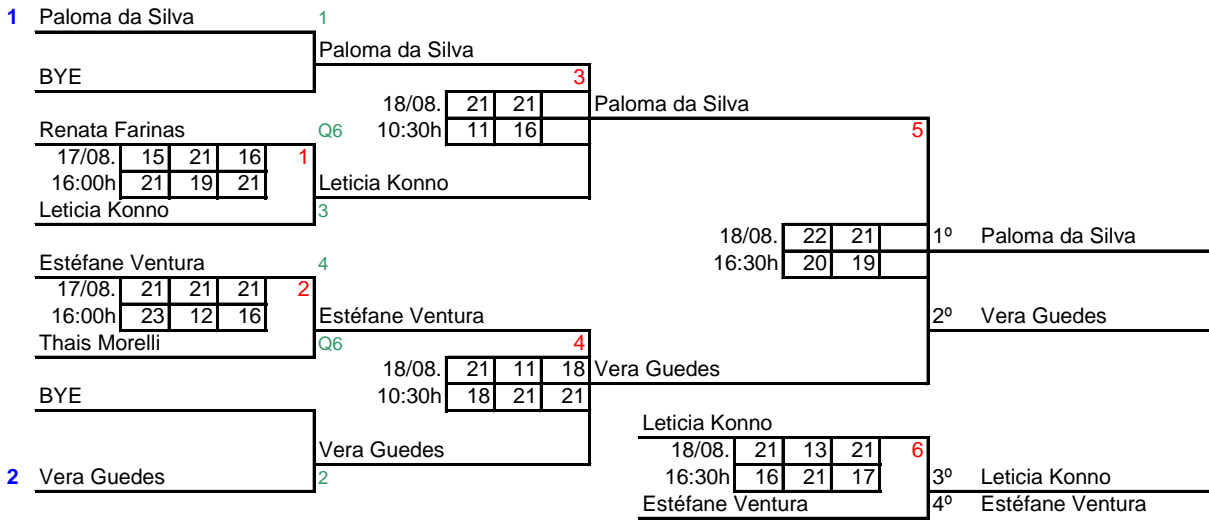 1 Paloma da Silva 1
Paloma da Silva
BYE 3
18/08. 21 21 Paloma da Silva
Renata Farinas Q6 10:30h 11 16 5
17/08. 15 21 16 1
16:00h 21 19 21 Leticia Konno
Leticia Konno 3
18/08. 22 21 1º Paloma da Silva
Estéfane Ventura 4 16:30h 20 19
17/08. 21 21 21 2
16:00h 23 12 16 Estéfane Ventura 2º Vera Guedes
Thais Morelli Q6 4
18/08. 21 11 18 Vera Guedes
BYE 10:30h 18 21 21
Leticia Konno
Vera Guedes 18/08. 21 13 21 6
2 Vera Guedes 2 16:30h 16 21 17 3º Leticia Konno
Estéfane Ventura 4º Estéfane Ventura